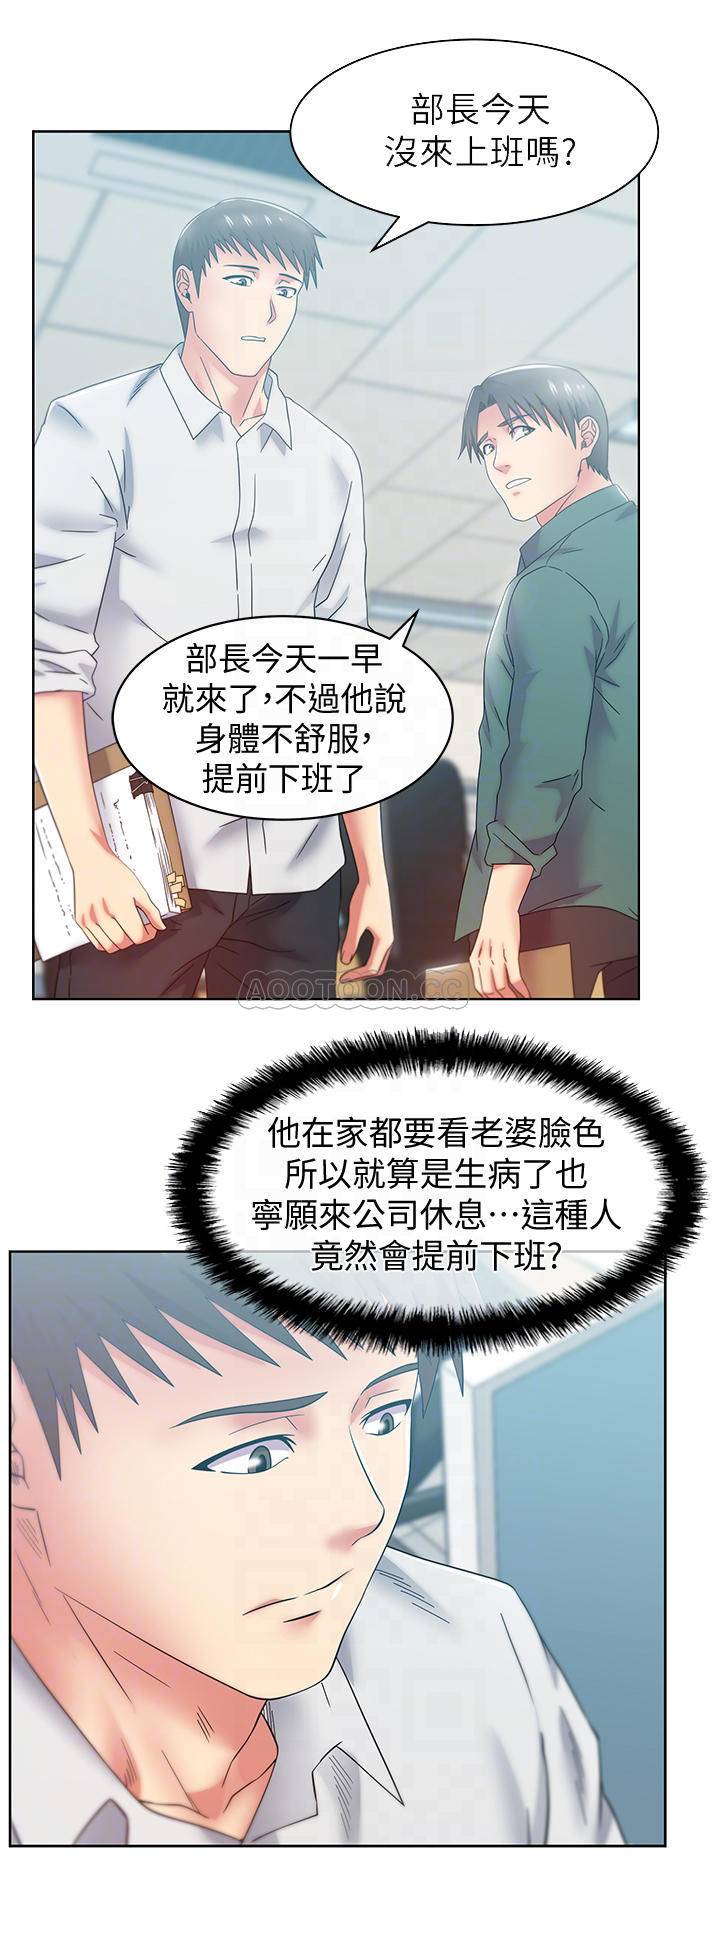 部長今天
沒來上班嗎?
部長今天一早
就來了,不過他說
身體不舒服,
提前下班了
AOOTOON.CC
他在家都要看老婆臉色
所以就算是生病了也
寧願來公司休息⋯這種人
竟然會提前下班?